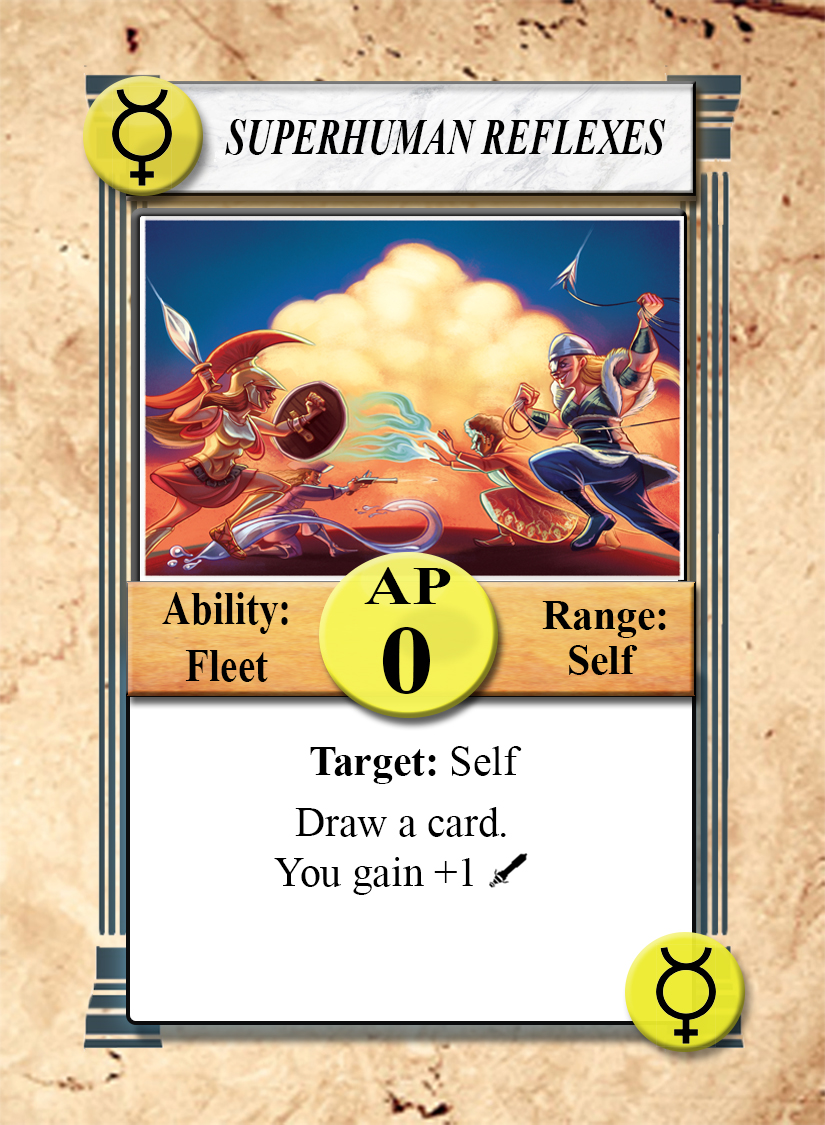 SUPERHUMAN REFLEXES
Ability:
Fleet
AP
0
Range:
Self
Target: Self
Draw a card.
You gain +1